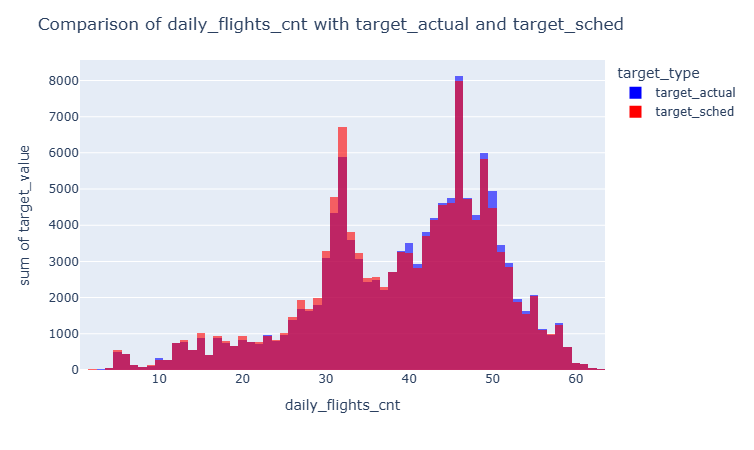 Comparison of daily_flights_cnt with target_actual and target_sched
target_type
target_actual
target_sched
8000
7000
6000
5000
4000
3000
2000
1000
0
sum of target_value
10
20
30
40
50
60
daily_flights_cnt